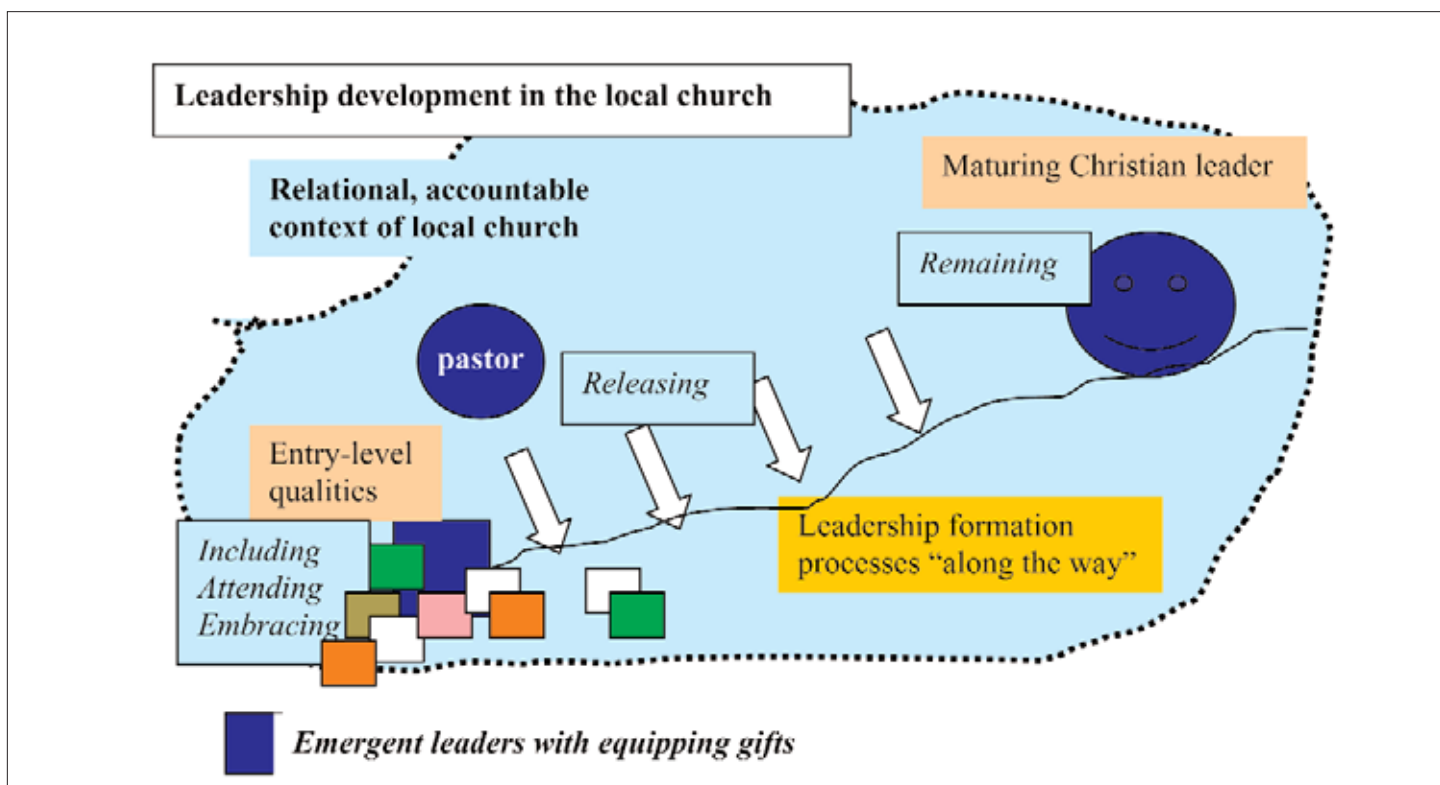 Leadership development in the local church
Relational, accountable
context of local church
Maturing Christian leader
Remaining
pastor
Releasing
Entry-level
qualities
Including
Attending
Embracing
Leadership formation
processes “along the way”
Emergent leaders with equipping gifts